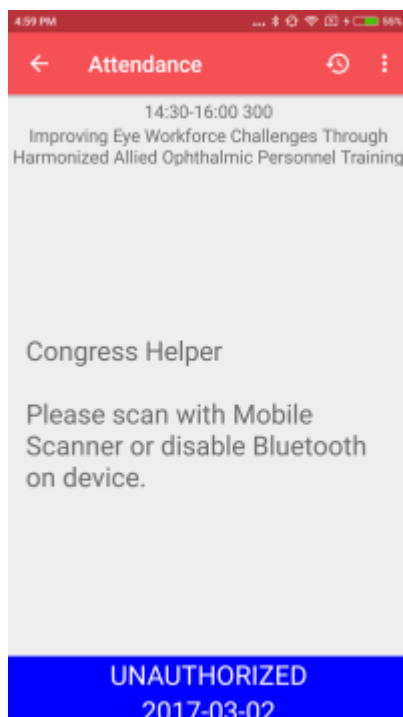 4:59 PM ... 55%
Attendance
14:30-16:00 300
Improving Eye Workforce Challenges Through
Harmonized Allied Ophthalmic Personnel Training
Congress Helper
Please scan with Mobile
Scanner or disable Bluetooth
on device.
UNAUTHORIZED
2017-03-02